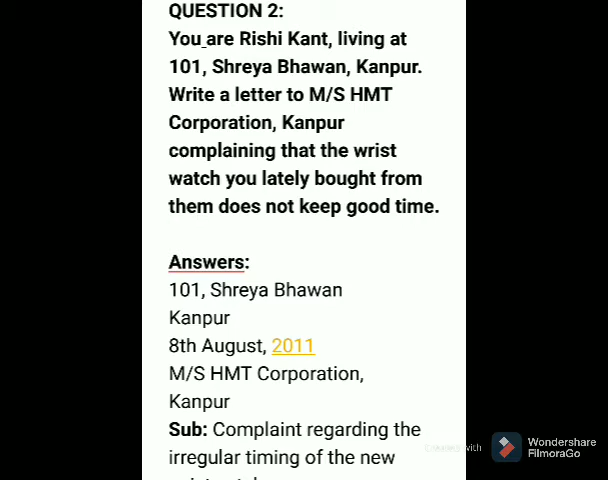 QUESTION 2:
You are Rishi Kant, living at
101, Shreya Bhawan, Kanpur.
Write a letter to M/S HMT
Corporation, Kanpur
complaining that the wrist
watch you lately bought from
them does not keep good time.
Answers:
101, Shreya Bhawan
Kanpur
8th August, 2011
M/S HMT Corporation,
Kanpur
Sub: Complaint regarding the
irregular timing of the new
Created with
Wondershare
FilmoraGo